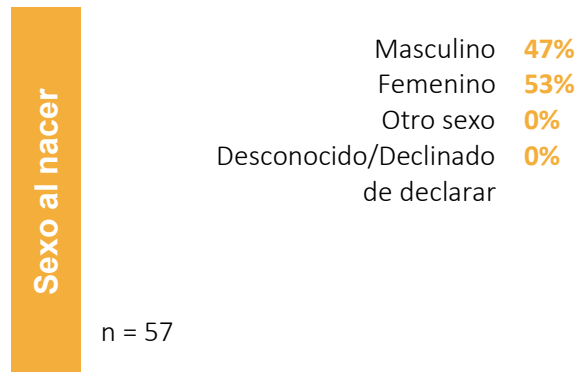 Sexo al nacer
Masculino 47%
Femenino 53%
Otro sexo 0%
Desconocido/Declinado 0%
de declarar
n = 57